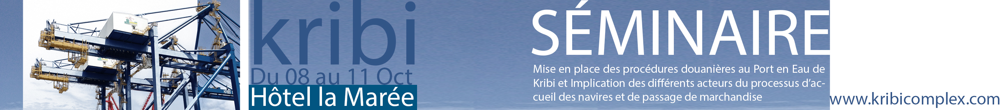 kribi
Du 08 au 11 Oct
Hôtel la Marée
SÉMINAIRE
Mise en place des procédures douanières au Port en Eau de
Kribi et Implication des différents acteurs du processus d'ac-
cueil des navires et de passage de marchandise
www.kribicomplex.com
KRIBI 1